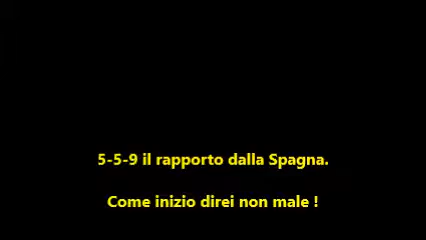 5-5-9 il rapporto dalla Spagna.
Come inizio direi non male !